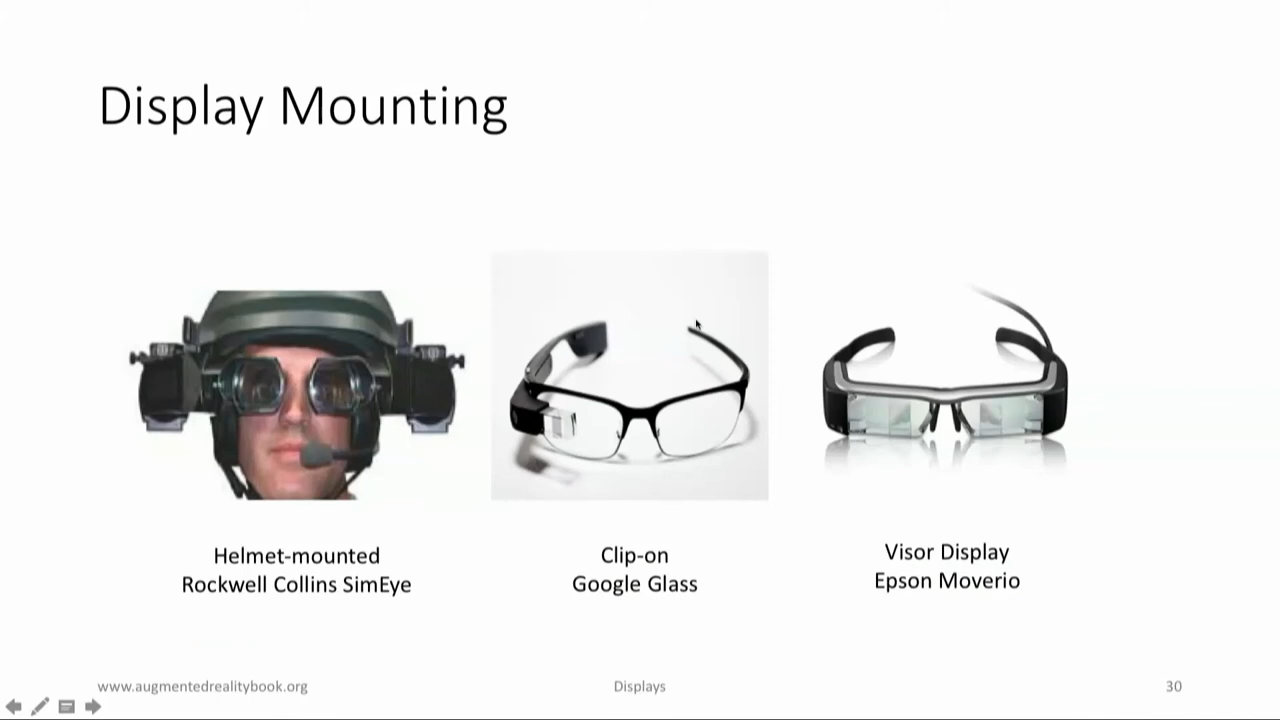 Display Mounting
Helmet-mounted
Rockwell Collins SimEye
Clip-on
Google Glass
Visor Display
Epson Moverio
www.augmentedrealitybook.org
Displays
30